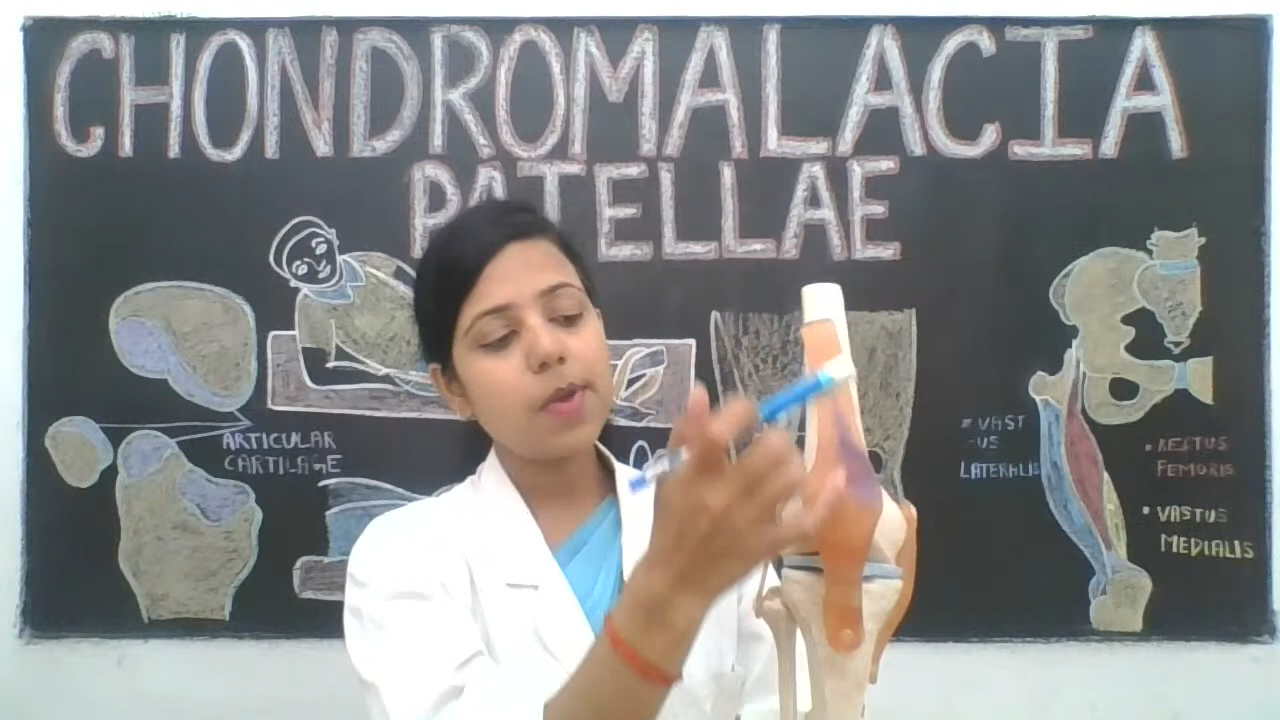 CHONDROMALACIA
PATELLAE
ARTICULAR
CARTILAGE
VAST
-US
LATERALIS
• RECTUS
FEMORIS
• VASTUS
MEDIALIS